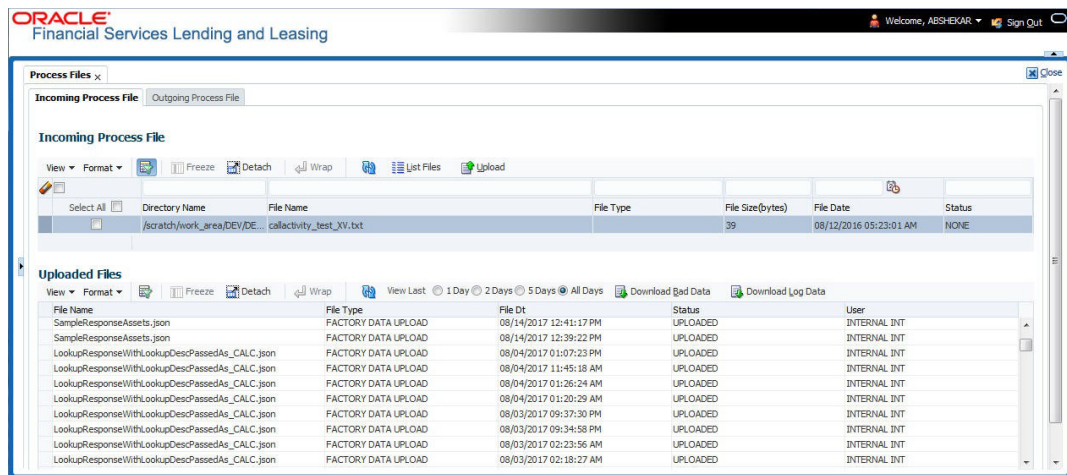 ORACLE
Financial Services Lending and Leasing
Welcome, ABSHEKAR Sign Out
Process Files x Close
Incoming Process File Outgoing Process File
Incoming Process File
View Format Freeze Detach Wrap List Files Upload
Select All Directory Name File Name File Type File Size(bytes) File Date Status
/scratch/work_area/DEV/DE... callactivity_test_XV.txt 39 08/12/2016 05:23:01 AM NONE
Uploaded Files
View Format Freeze Detach Wrap View Last 1 Day 2 Days 5 Days All Days Download Bad Data Download Log Data
File Name File Type File Dt Status User
SampleResponseAssets.json FACTORY DATA UPLOAD 08/14/2017 12:41:17 PM UPLOADED INTERNAL INT
SampleResponseAssets.json FACTORY DATA UPLOAD 08/14/2017 12:39:22 PM UPLOADED INTERNAL INT
LookupResponseWithLookupDescPassedAs_CALC.json FACTORY DATA UPLOAD 08/04/2017 01:07:23 PM UPLOADED INTERNAL INT
LookupResponseWithLookupDescPassedAs_CALC.json FACTORY DATA UPLOAD 08/04/2017 11:45:18 AM UPLOADED INTERNAL INT
LookupResponseWithLookupDescPassedAs_CALC.json FACTORY DATA UPLOAD 08/04/2017 01:26:24 AM UPLOADED INTERNAL INT
LookupResponseWithLookupDescPassedAs_CALC.json FACTORY DATA UPLOAD 08/04/2017 01:20:29 AM UPLOADED INTERNAL INT
LookupResponseWithLookupDescPassedAs_CALC.json FACTORY DATA UPLOAD 08/03/2017 09:37:30 PM UPLOADED INTERNAL INT
LookupResponseWithLookupDescPassedAs_CALC.json FACTORY DATA UPLOAD 08/03/2017 09:34:58 PM UPLOADED INTERNAL INT
LookupResponseWithLookupDescPassedAs_CALC.json FACTORY DATA UPLOAD 08/03/2017 02:23:56 AM UPLOADED INTERNAL INT
LookupResponseWithLookupDescPassedAs_CALC.json FACTORY DATA UPLOAD 08/03/2017 02:18:27 AM UPLOADED INTERNAL INT